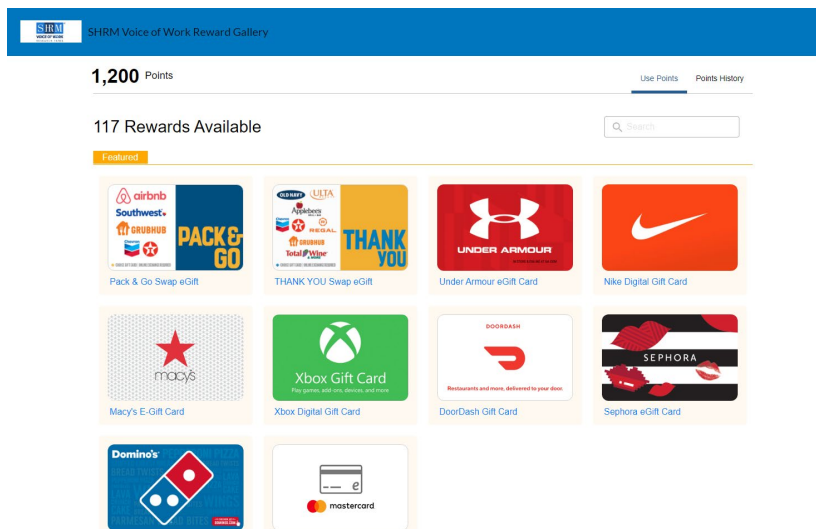 SHRM
VOICE OF WORK
SHRM Voice of Work Reward Gallery
1,200 Points
Use Points
Points History
117 Rewards Available
Search
Featured
airbnb
Southwest
GRUBHUB
PACK&
GO
Pack & Go Swap eGift
OLD NAVY
ULTA
Applebee's
REGAL
GRUBHUB
Total Wine
THANK
YOU
THANK YOU Swap eGift
UNDER ARMOUR
Under Armour eGift Card
Nike Digital Gift Card
macy's
Macy's E-Gift Card
Xbox Gift Card
Play games, add-ons, devices, and more
Xbox Digital Gift Card
DOORDASH
Restaurants and more, delivered to your door.
DoorDash Gift Card
SEPHORA
Sephora eGift Card
Domino's
e
mastercard